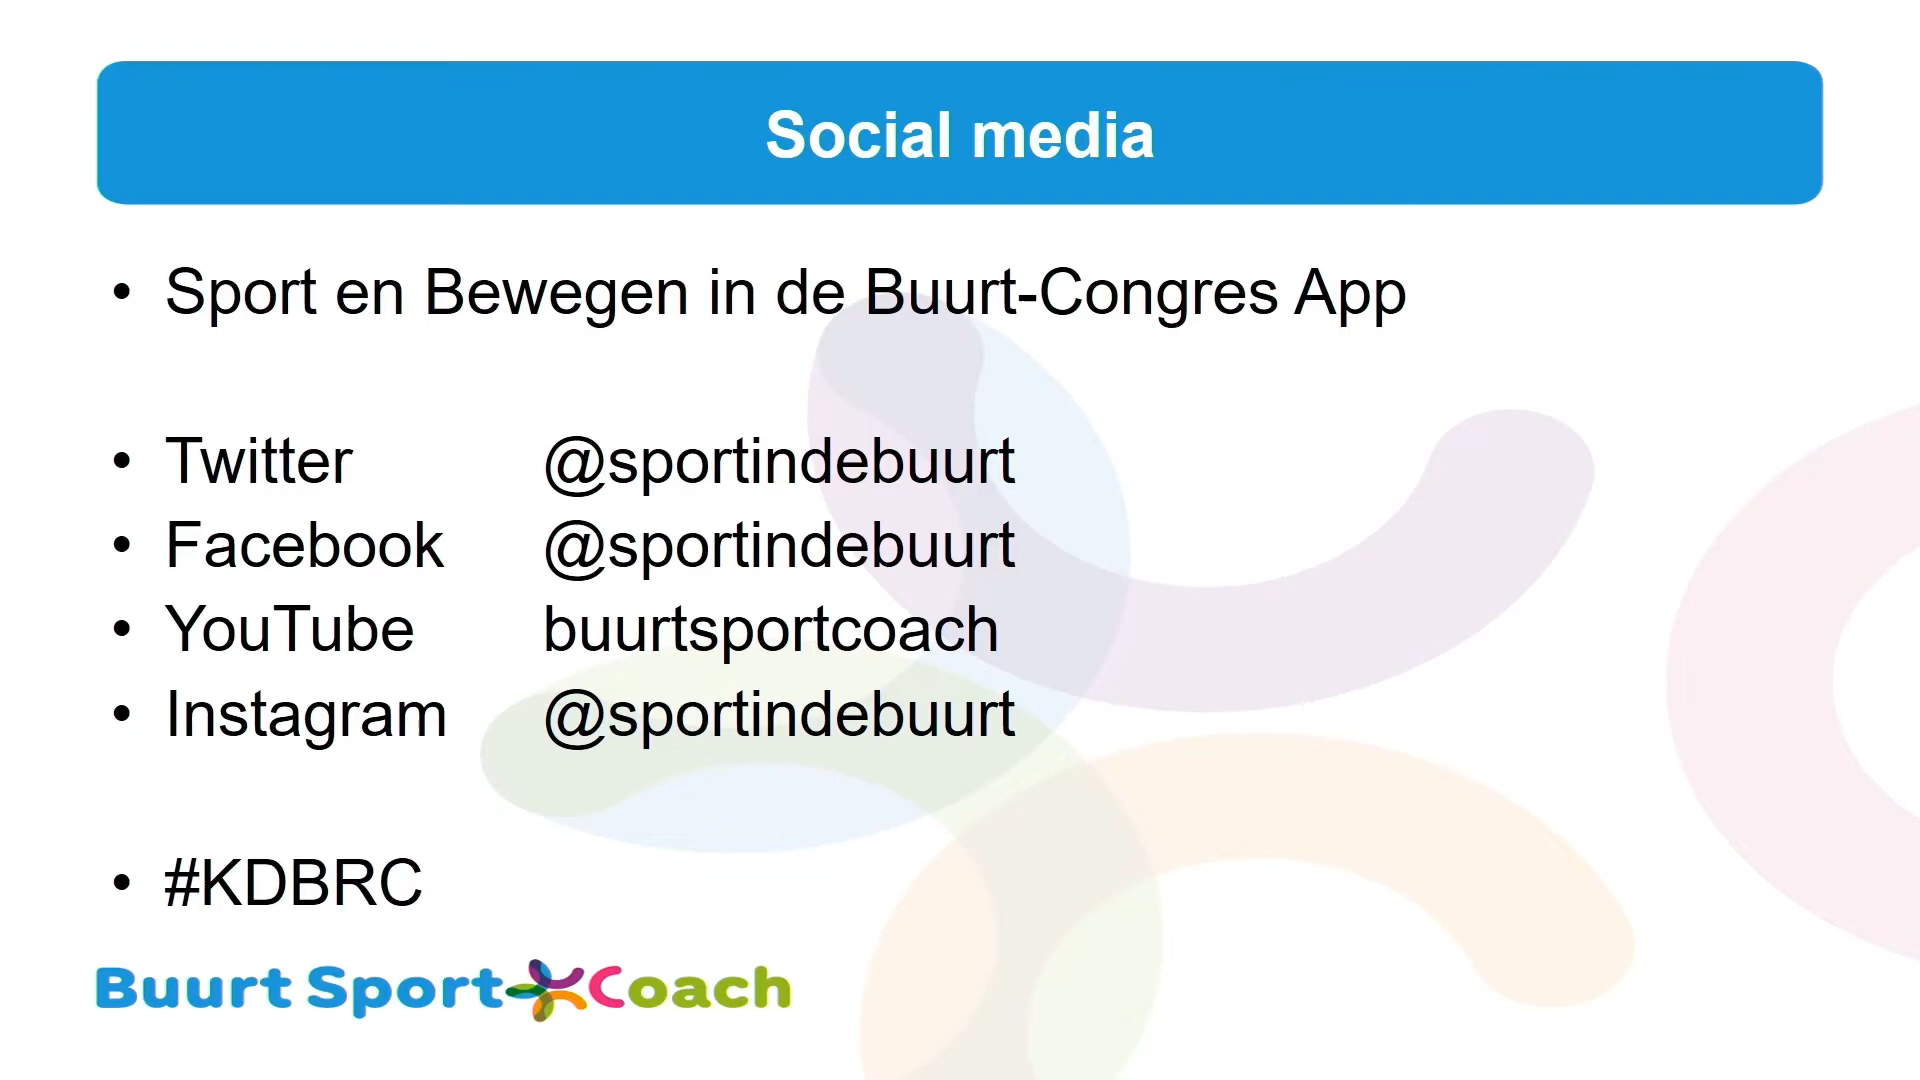 Social media
• Sport en Bewegen in de Buurt-Congres App
• Twitter @sportindebuurt
• Facebook @sportindebuurt
• YouTube buurtsportcoach
• Instagram @sportindebuurt
• #KDBRC
Buurt Sport Coach